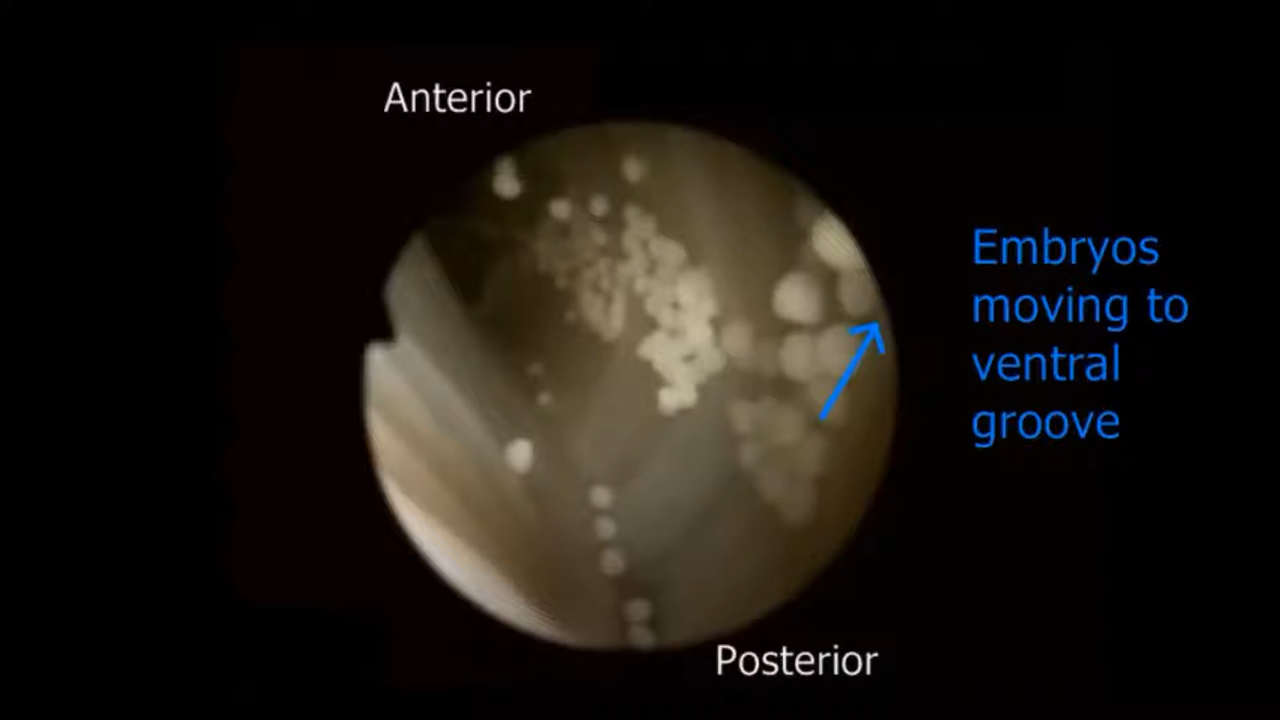 Anterior
Embryos
moving to
ventral
groove
Posterior